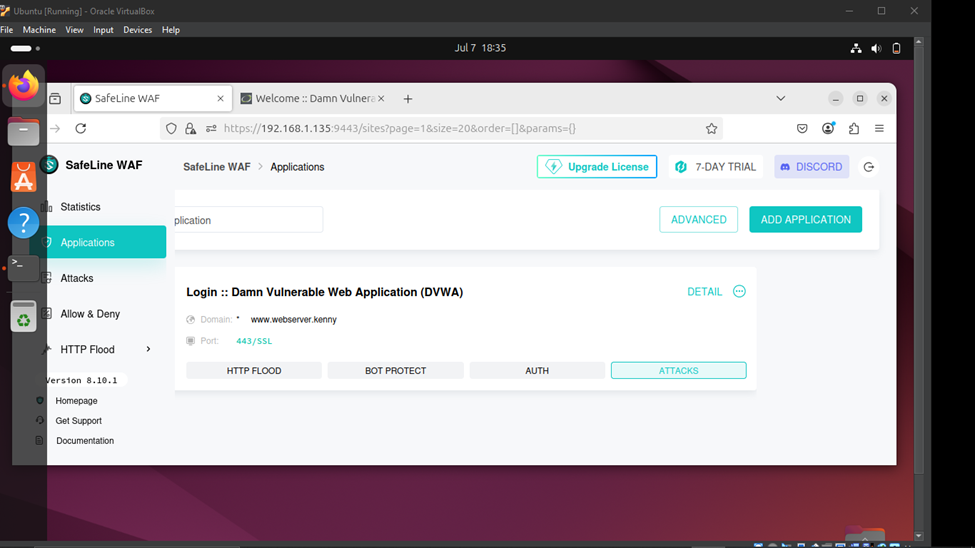 Ubuntu [Running] - Oracle VirtualBox
File Machine View Input Devices Help
Jul 7 18:35
SafeLine WAF
Welcome :: Damn Vulnera
https://192.168.1.135:9443/sites?page=1&size=20&order=[]&params={}
SafeLine WAF
SafeLine WAF > Applications
Upgrade License
7-DAY TRIAL
DISCORD
Statistics
plication
ADVANCED
ADD APPLICATION
Applications
Attacks
Login :: Damn Vulnerable Web Application (DVWA)
DETAIL
Allow & Deny
Domain: * www.webserver.kenny
Port: 443/SSL
HTTP Flood
HTTP FLOOD
BOT PROTECT
AUTH
ATTACKS
Version 8.10.1
Homepage
Get Support
Documentation